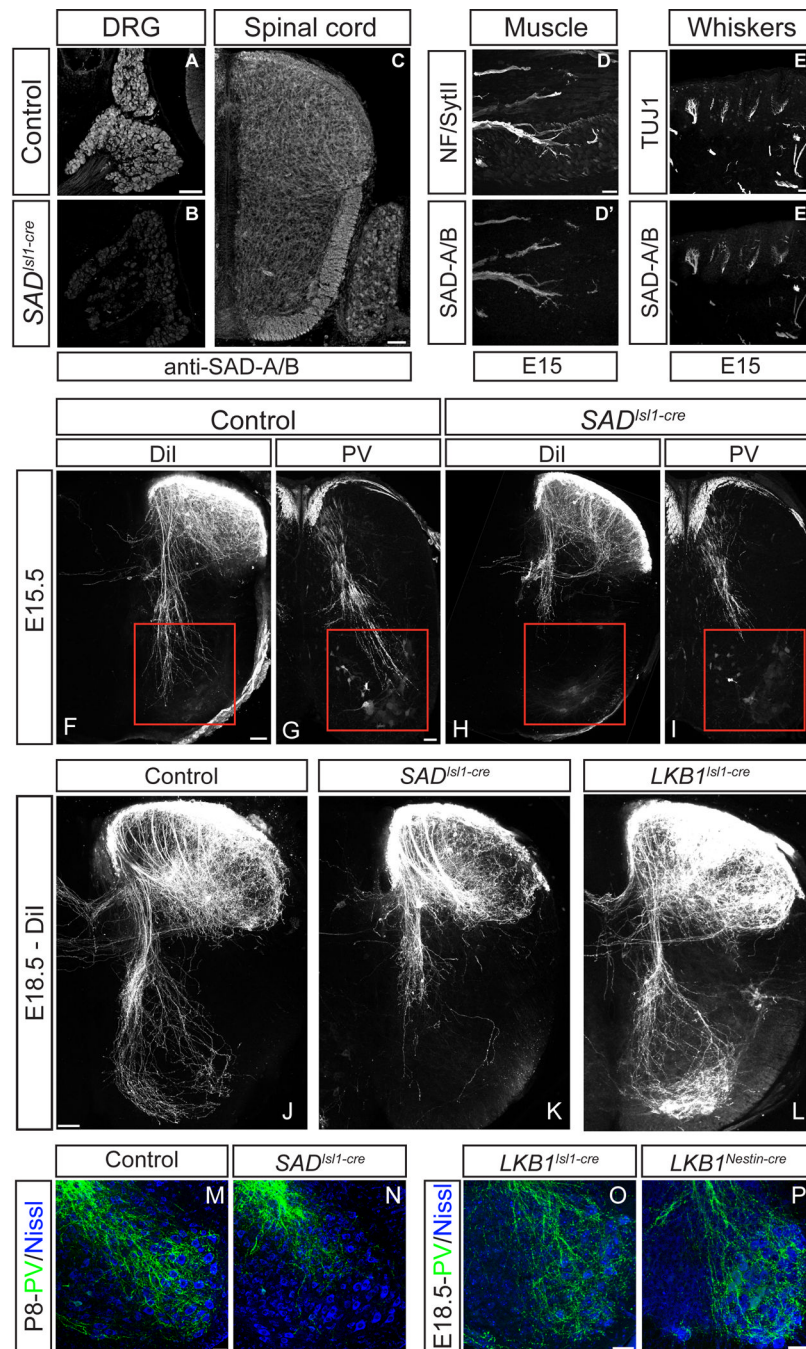 DRG
Spinal cord
Muscle
Whiskers
Control
SAD^Isl1-cre
A
B
C
anti-SAD-A/B
NF/SytII
SAD-A/B
D
D'
E15
TUJ1
SAD-A/B
E
E
E15
Control
SAD^Isl1-cre
DiI
PV
DiI
PV
E15.5
F
G
H
I
Control
SAD^Isl1-cre
LKB1^Isl1-cre
E18.5 - DiI
J
K
L
Control
SAD^Isl1-cre
LKB1^Isl1-cre
LKB1^Nestin-cre
P8-PV/Nissl
M
N
E18.5-PV/Nissl
O
P